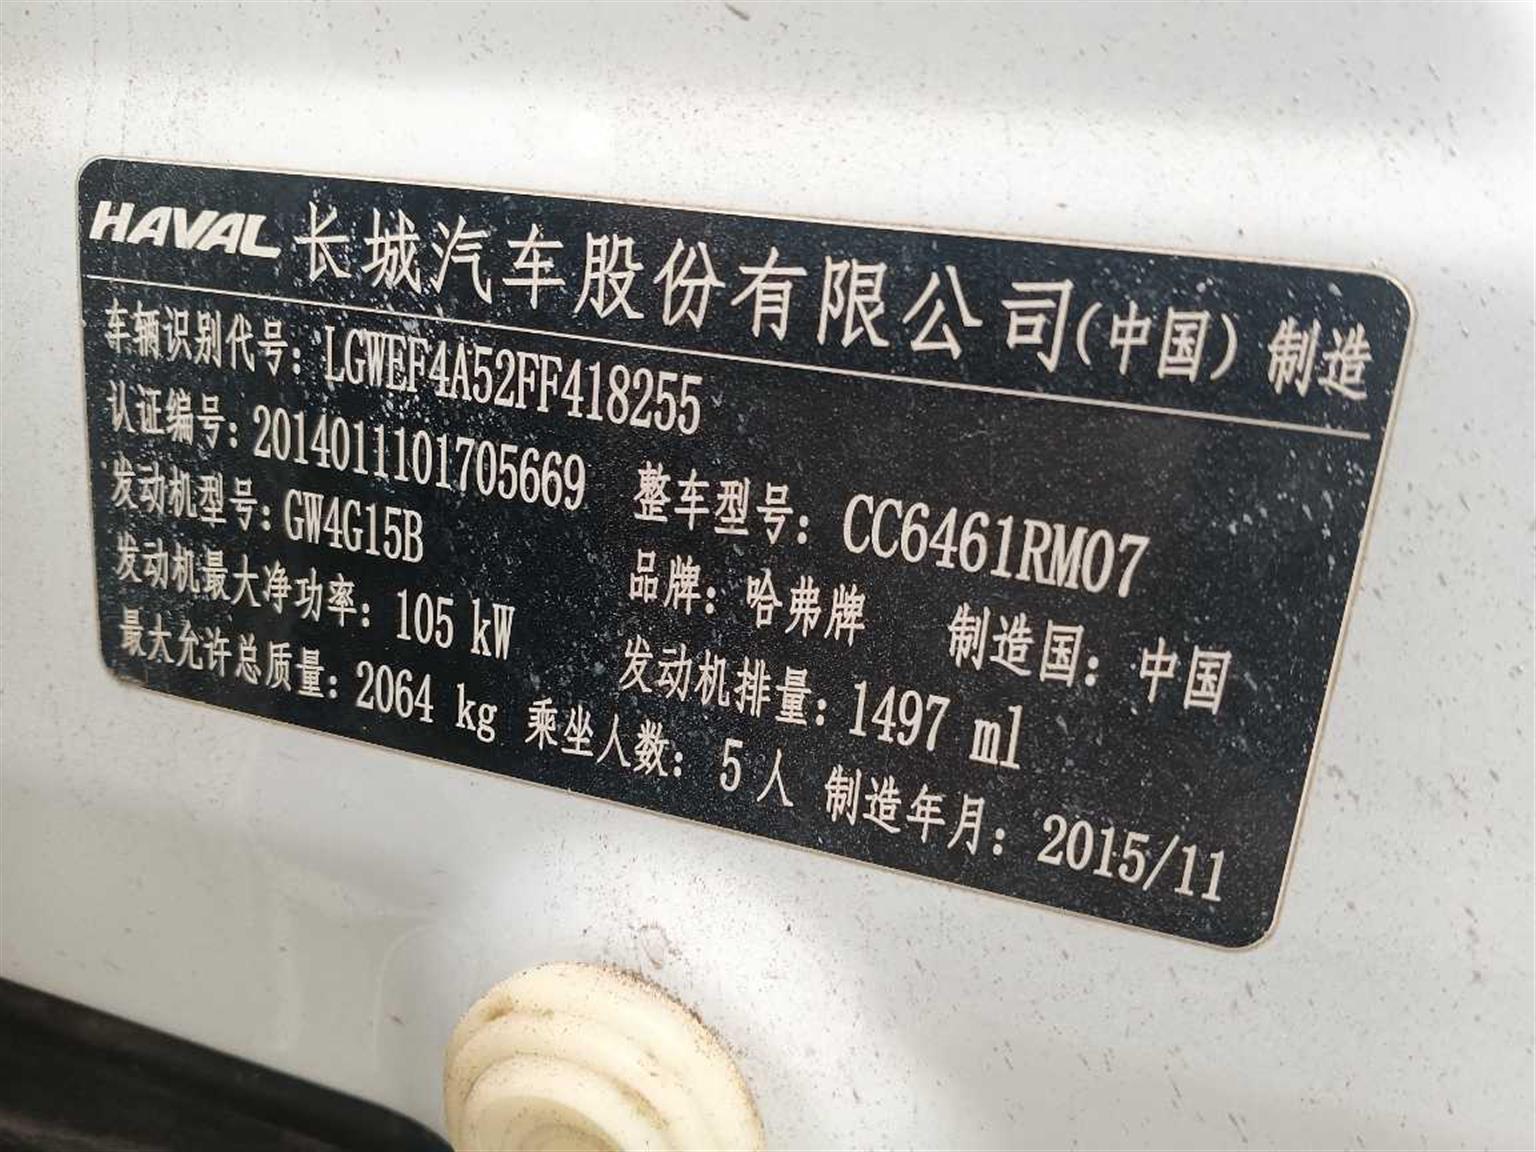 HAVAL 长城汽车股份有限公司(中国) 制造
车辆识别代号: LGWEF4A52FF418255
认证编号: 2014011101705669 整车型号: CC6461RM07
发动机型号: GW4G15B 品牌: 哈弗牌 制造国: 中国
发动机最大净功率: 105 kW 发动机排量: 1497 ml
最大允许总质量: 2064 kg 乘坐人数: 5 人 制造年月: 2015/11